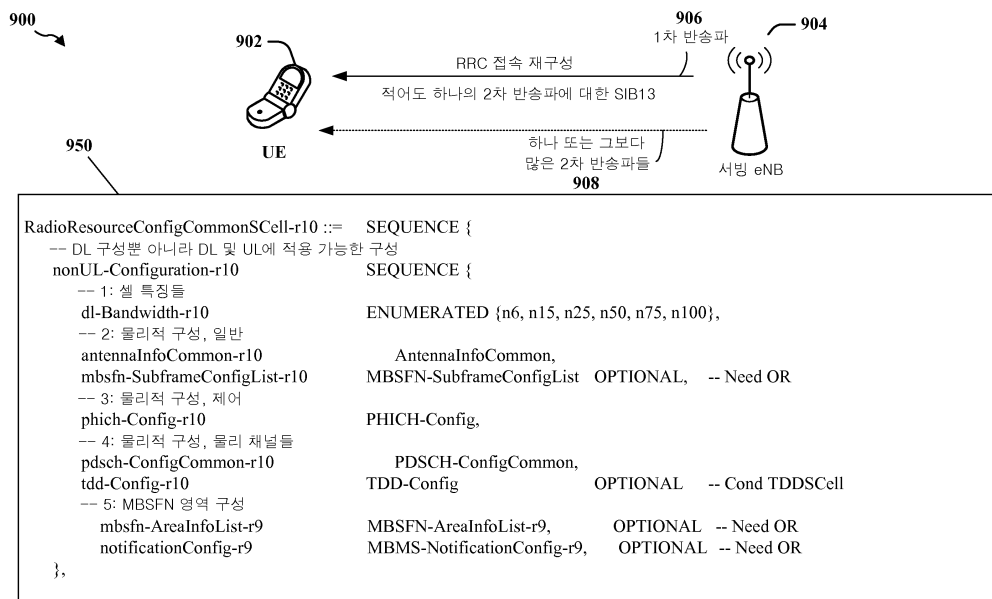 900
902
906
904
1차 반송파
RRC 접속 재구성
적어도 하나의 2차 반송파에 대한 SIB13
UE
하나 또는 그보다
많은 2차 반송파들
908
서빙 eNB
950
RadioResourceConfigCommonSCell-r10 ::= SEQUENCE {
-- DL 구성뿐 아니라 DL 및 UL에 적용 가능한 구성
nonUL-Configuration-r10 SEQUENCE {
-- 1: 셀 특징들
dl-Bandwidth-r10 ENUMERATED {n6, n15, n25, n50, n75, n100},
-- 2: 물리적 구성, 일반
antennaInfoCommon-r10 AntennaInfoCommon,
mbsfn-SubframeConfigList-r10 MBSFN-SubframeConfigList OPTIONAL, -- Need OR
-- 3: 물리적 구성, 제어
phich-Config-r10 PHICH-Config,
-- 4: 물리적 구성, 물리 채널들
pdsch-ConfigCommon-r10 PDSCH-ConfigCommon,
tdd-Config-r10 TDD-Config OPTIONAL -- Cond TDDSCell
-- 5: MBSFN 영역 구성
mbsfn-AreaInfoList-r9 MBSFN-AreaInfoList-r9, OPTIONAL -- Need OR
notificationConfig-r9 MBMS-NotificationConfig-r9, OPTIONAL -- Need OR
},